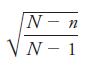 √((N − n)/(N − 1))